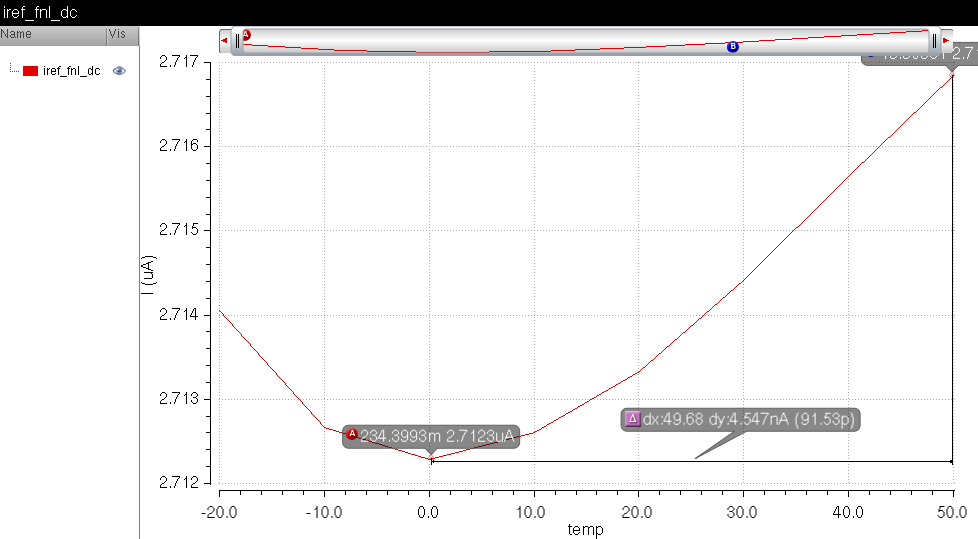 iref_fnl_dc
Name Vis
iref_fnl_dc
A
B
2.717
2.716
2.715
2.714
2.713
2.712
I (uA)
A 234.3993m 2.7123uA
Δ dx:49.68 dy:4.547nA (91.53p)
-20.0 -10.0 0.0 10.0 20.0 30.0 40.0 50.0
temp